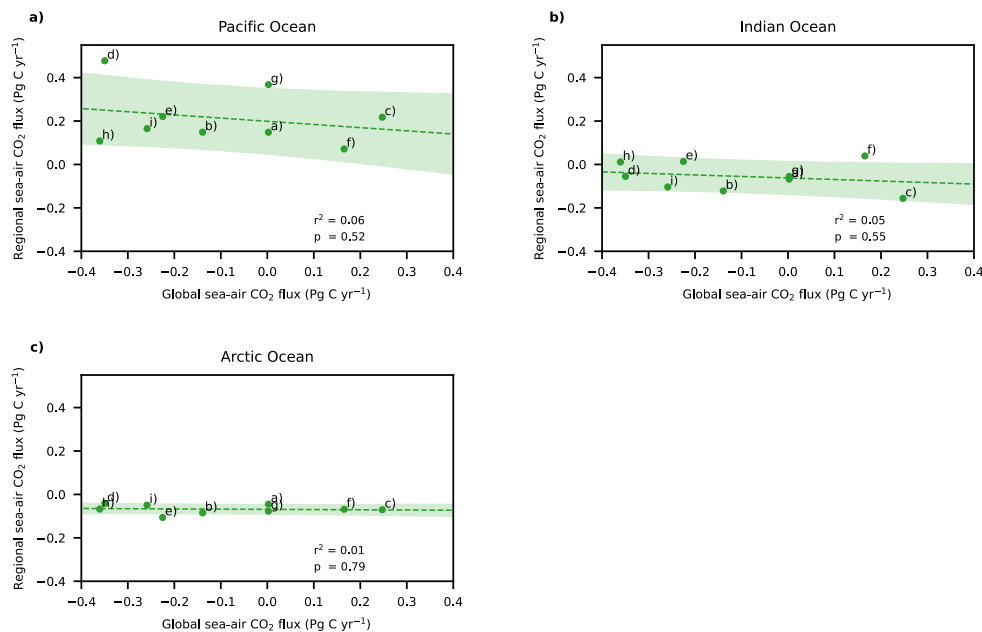 a)
Pacific Ocean
Regional sea-air CO₂ flux (Pg C yr⁻¹)
0.4
0.2
0.0
−0.2
−0.4
d)
g)
c)
e)
i)
b)
a)
h)
f)
r² = 0.06
p = 0.52
−0.4 −0.3 −0.2 −0.1 0.0 0.1 0.2 0.3 0.4
Global sea-air CO₂ flux (Pg C yr⁻¹)
b)
Indian Ocean
Regional sea-air CO₂ flux (Pg C yr⁻¹)
0.4
0.2
0.0
−0.2
−0.4
f)
h)
e)
d)
g)
i)
b)
c)
r² = 0.05
p = 0.55
−0.4 −0.3 −0.2 −0.1 0.0 0.1 0.2 0.3 0.4
Global sea-air CO₂ flux (Pg C yr⁻¹)
c)
Arctic Ocean
Regional sea-air CO₂ flux (Pg C yr⁻¹)
0.4
0.2
0.0
−0.2
−0.4
d)
h)
i)
e)
b)
a)
g)
f)
c)
r² = 0.01
p = 0.79
−0.4 −0.3 −0.2 −0.1 0.0 0.1 0.2 0.3 0.4
Global sea-air CO₂ flux (Pg C yr⁻¹)